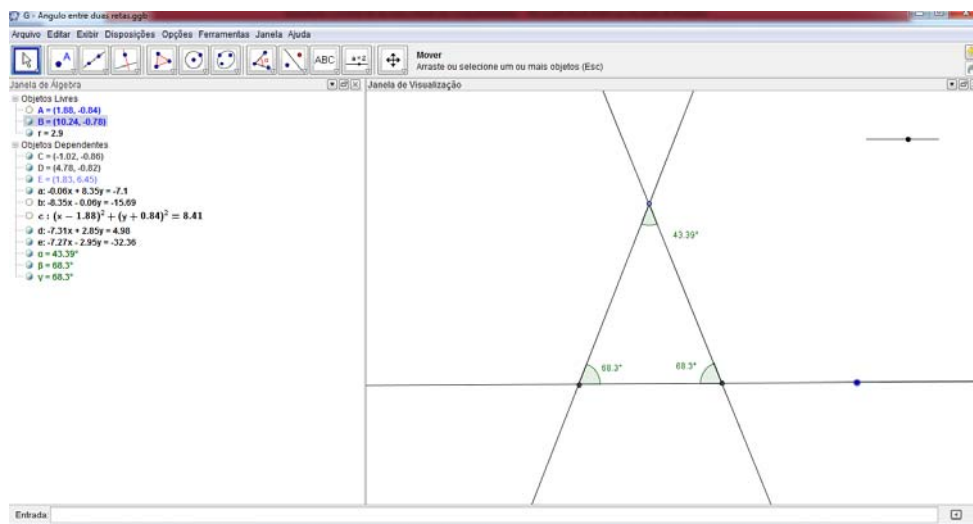 G - Ângulo entre duas retas.ggb
Arquivo Editar Exibir Disposições Opções Ferramentas Janela Ajuda
ABC
a=2
Mover
Arraste ou selecione um ou mais objetos (Esc)
Janela de Álgebra
Janela de Visualização
Objetos Livres
A = (1.88, -0.84)
B = (10.24, -0.78)
r = 2.9
Objetos Dependentes
C = (-1.02, -0.86)
D = (4.78, -0.82)
E = (1.83, 6.45)
a: -0.06x + 8.35y = -7.1
b: -8.35x - 0.06y = -15.69
c : (x − 1.88)² + (y + 0.84)² = 8.41
d: -7.31x + 2.85y = 4.98
e: -7.27x - 2.95y = -32.36
α = 43.39°
β = 68.3°
γ = 68.3°
43.39°
68.3°
68.3°
Entrada: